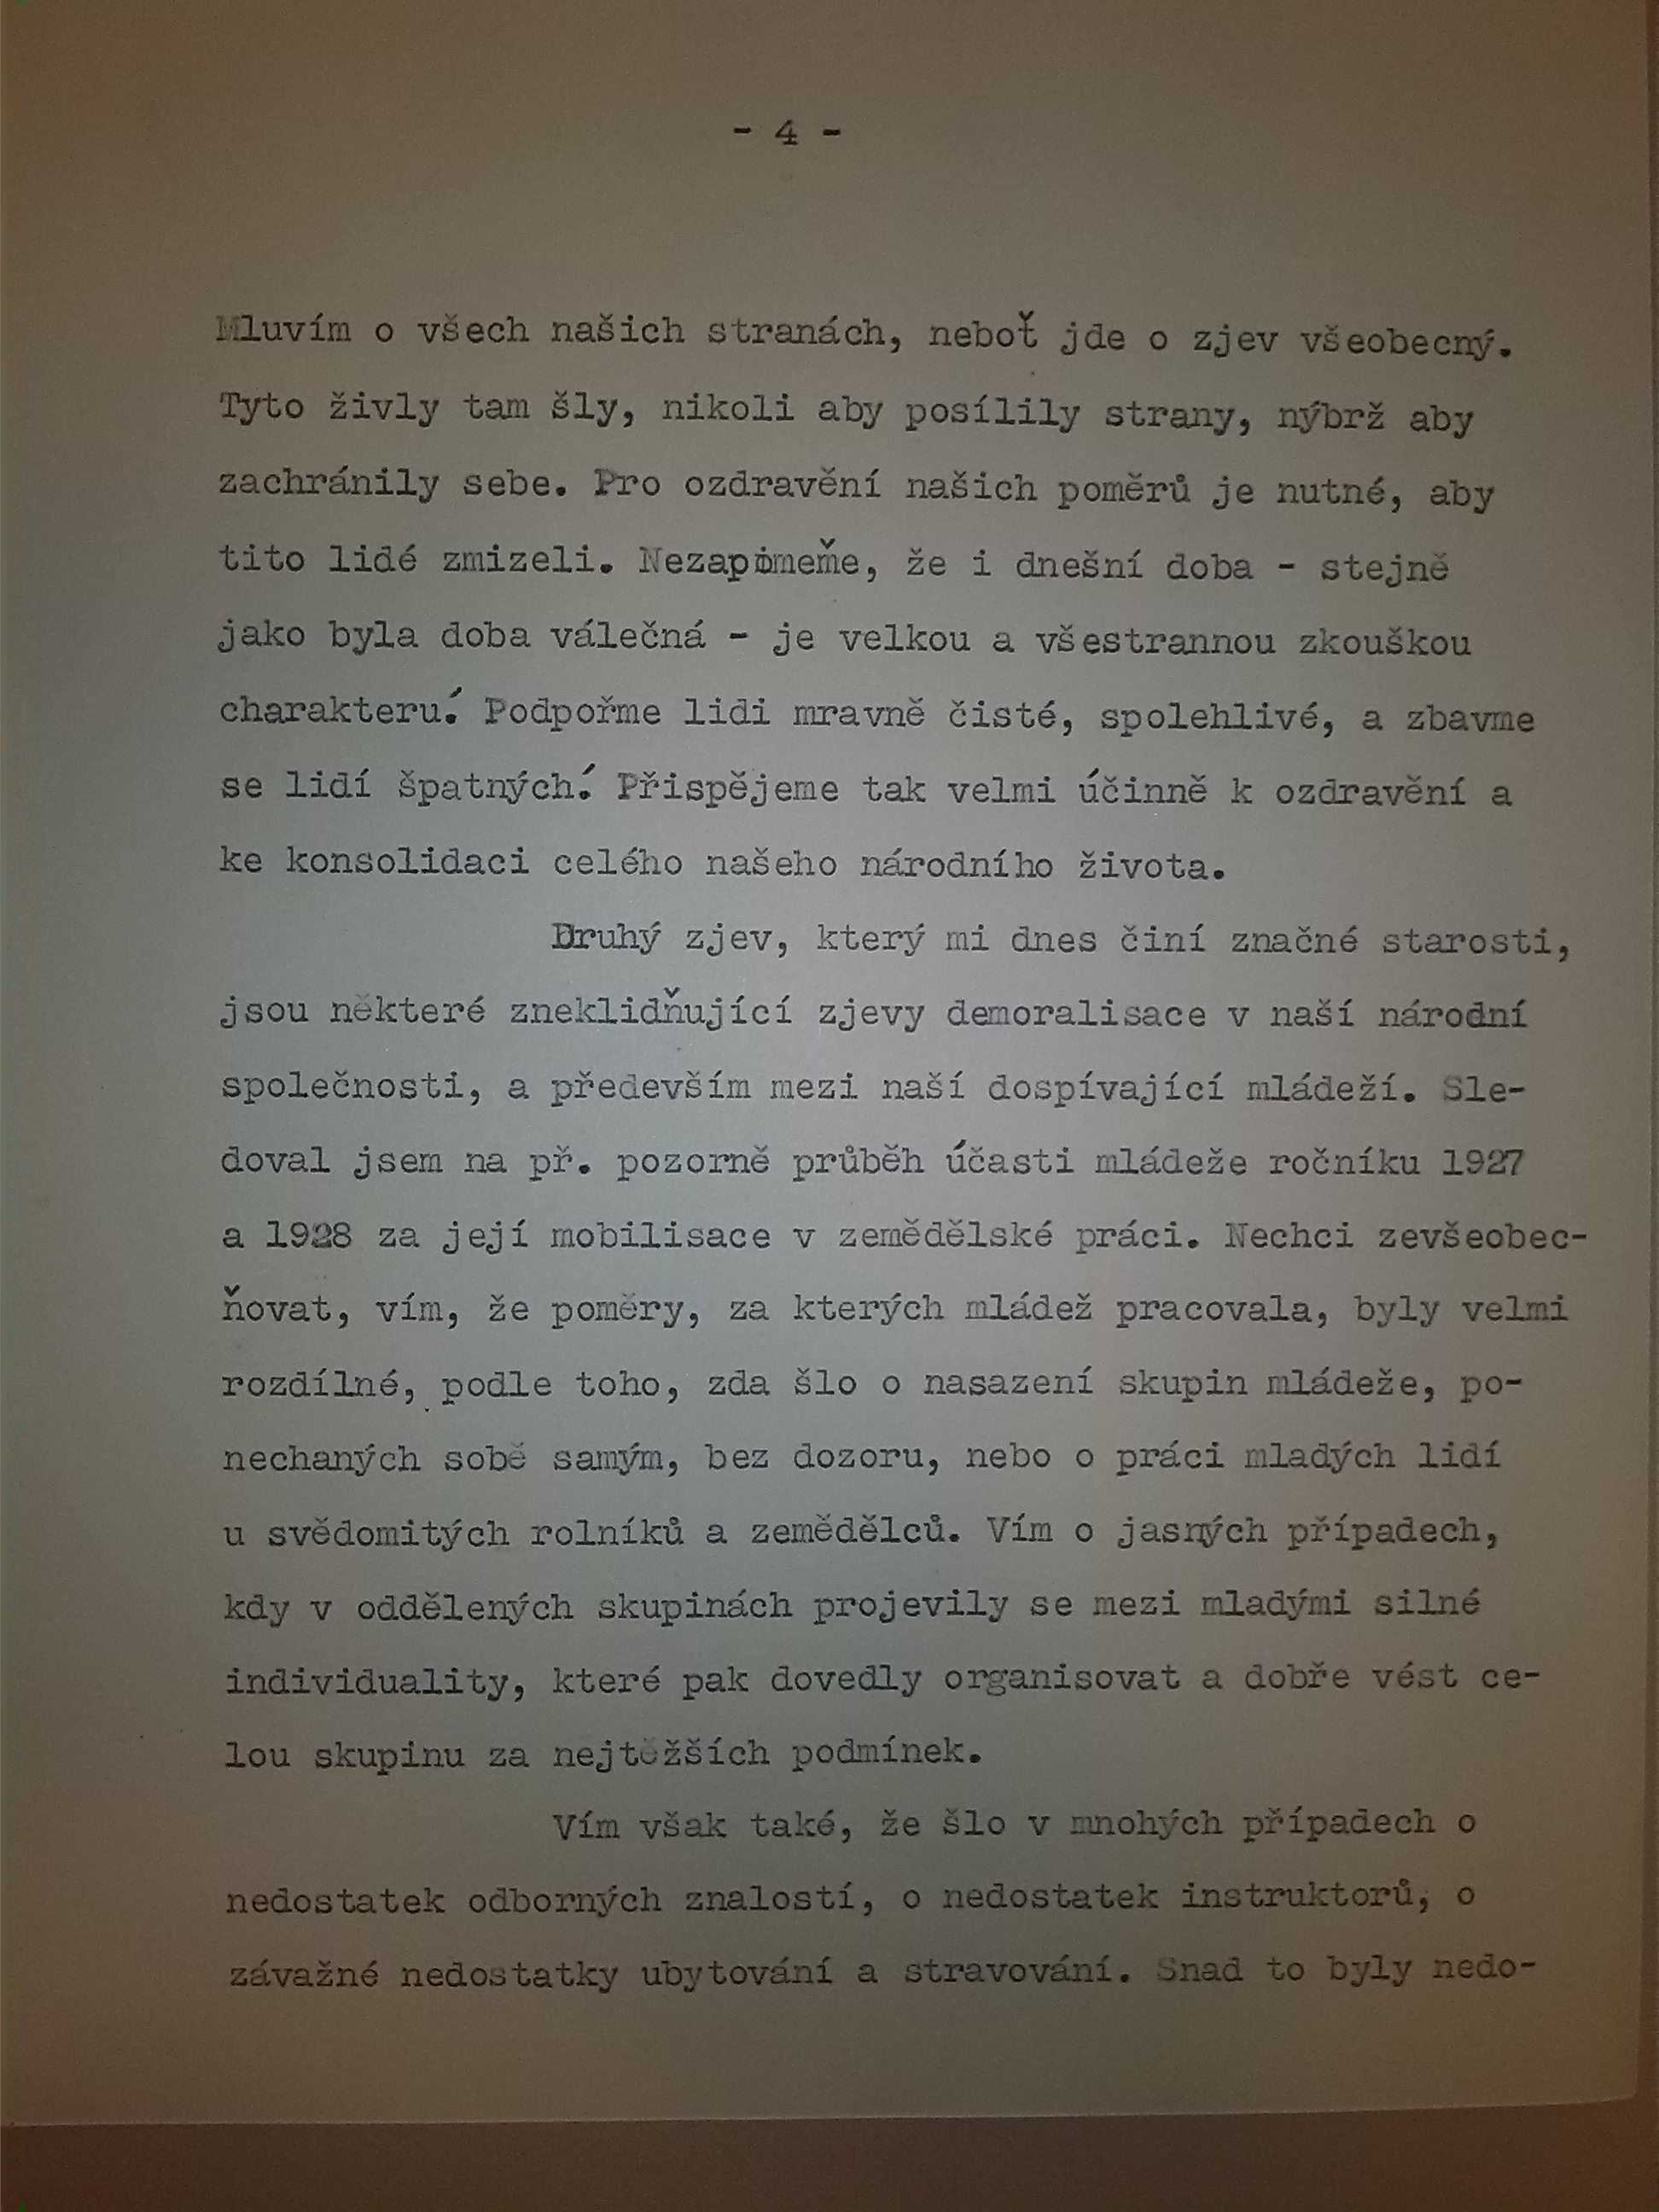 - 4 -
Mluvím o všech našich stranách, neboť jde o zjev všeobecný.
Tyto živly tam šly, nikoli aby posílily strany, nýbrž aby
zachránily sebe. Pro ozdravění našich poměrů je nutné, aby
tito lidé zmizeli. Nezapomeňme, že i dnešní doba - stejně
jako byla doba válečná - je velkou a všestrannou zkouškou
charakteru! Podpořme lidi mravně čisté, spolehlivé, a zbavme
se lidí špatných! Přispějeme tak velmi účinně k ozdravění a
ke konsolidaci celého našeho národního života.
Druhý zjev, který mi dnes činí značné starosti,
jsou některé zneklidňující zjevy demoralisace v naší národní
společnosti, a především mezi naší dospívající mládeží. Sle-
doval jsem na př. pozorně průběh účasti mládeže ročníku 1927
a 1928 za její mobilisace v zemědělské práci. Nechci zevšeobec-
ňovat, vím, že poměry, za kterých mládež pracovala, byly velmi
rozdílné, podle toho, zda šlo o nasazení skupin mládeže, po-
nechaných sobě samým, bez dozoru, nebo o práci mladých lidí
u svědomitých rolníků a zemědělců. Vím o jasných případech,
kdy v oddělených skupinách projevily se mezi mladými silné
individuality, které pak dovedly organisovat a dobře vést ce-
lou skupinu za nejtěžších podmínek.
Vím však také, že šlo v mnohých případech o
nedostatek odborných znalostí, o nedostatek instruktorů, o
závažné nedostatky ubytování a stravování. Snad to byly nedo-